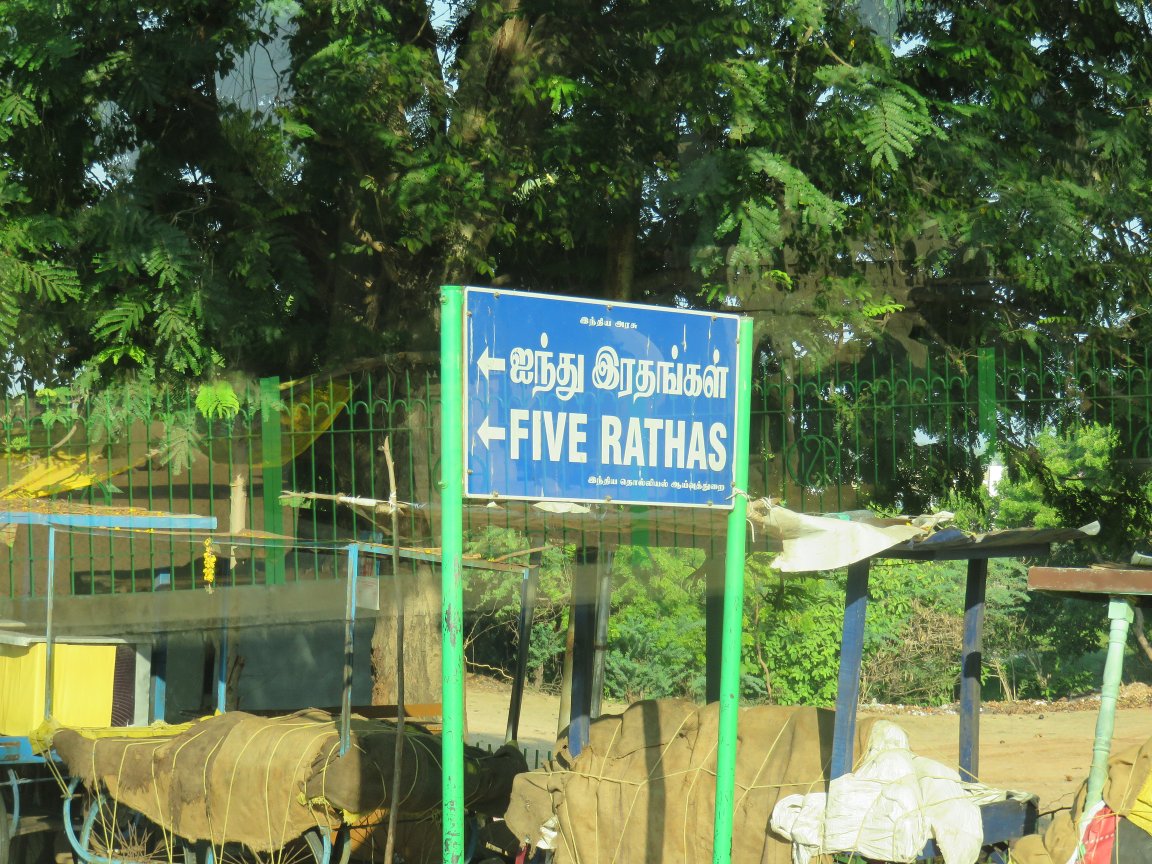 இந்திய அரசு
← ஐந்து இரதங்கள்
← FIVE RATHAS
இந்திய தொல்லியல் ஆய்வுத்துறை